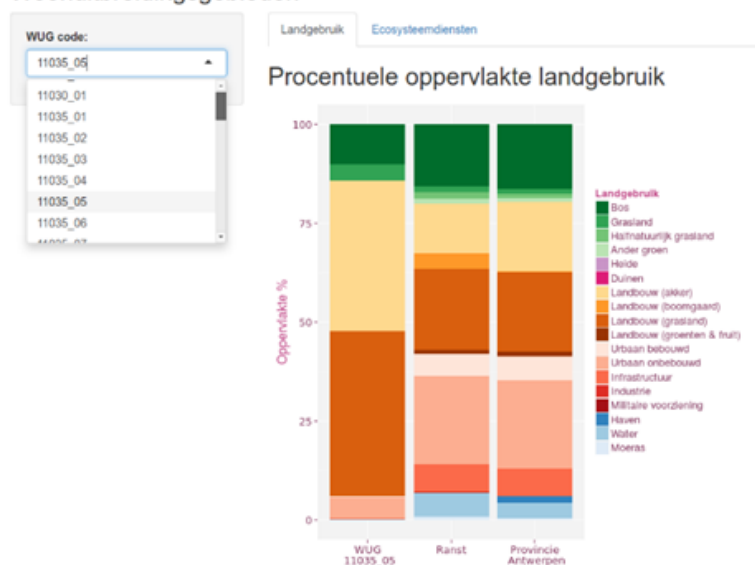 WUG code:
11035_05
11030_01
11035_01
11035_02
11035_03
11035_04
11035_05
11035_06
Landgebruik
Ecosysteemdiensten
Procentuele oppervlakte landgebruik
Oppervlakte %
100
75
50
25
0
WUG
11035_05
Ranst
Provincie
Antwerpen
Landgebruik
Bos
Grasland
Halfnatuurlijk grasland
Ander groen
Heide
Duinen
Landbouw (akker)
Landbouw (boomgaard)
Landbouw (grasland)
Landbouw (groenten & fruit)
Urbaan bebouwd
Urbaan onbebouwd
Infrastructuur
Industrie
Militaire voorziening
Haven
Water
Moeras